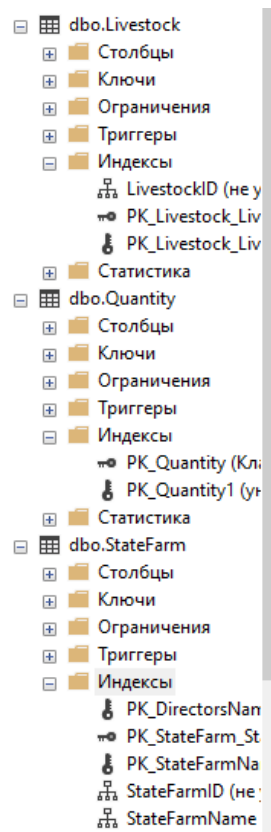 dbo.Livestock
Столбцы
Ключи
Ограничения
Триггеры
Индексы
LivestockID (не у
PK_Livestock_Liv
PK_Livestock_Liv
Статистика
dbo.Quantity
Столбцы
Ключи
Ограничения
Триггеры
Индексы
PK_Quantity (Кла
PK_Quantity1 (ун
Статистика
dbo.StateFarm
Столбцы
Ключи
Ограничения
Триггеры
Индексы
PK_DirectorsNam
PK_StateFarm_St
PK_StateFarmNa
StateFarmID (не
StateFarmName